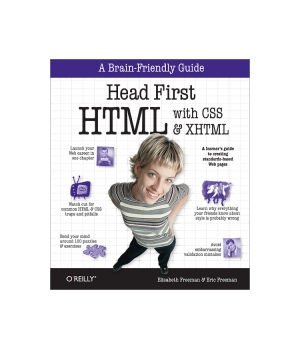 A Brain-Friendly Guide
Head First
HTML
with CSS
& XHTML
Launch your
Web career in
one chapter
A learner's guide
to creating
standards-based
Web pages
Watch out for
common HTML & CSS
traps and pitfalls
Learn why everything
your friends know about
style is probably wrong
Bend your mind
around 100 puzzles
& exercises
Avoid
embarrassing
validation mistakes
O'REILLY®
Elisabeth Freeman & Eric Freeman